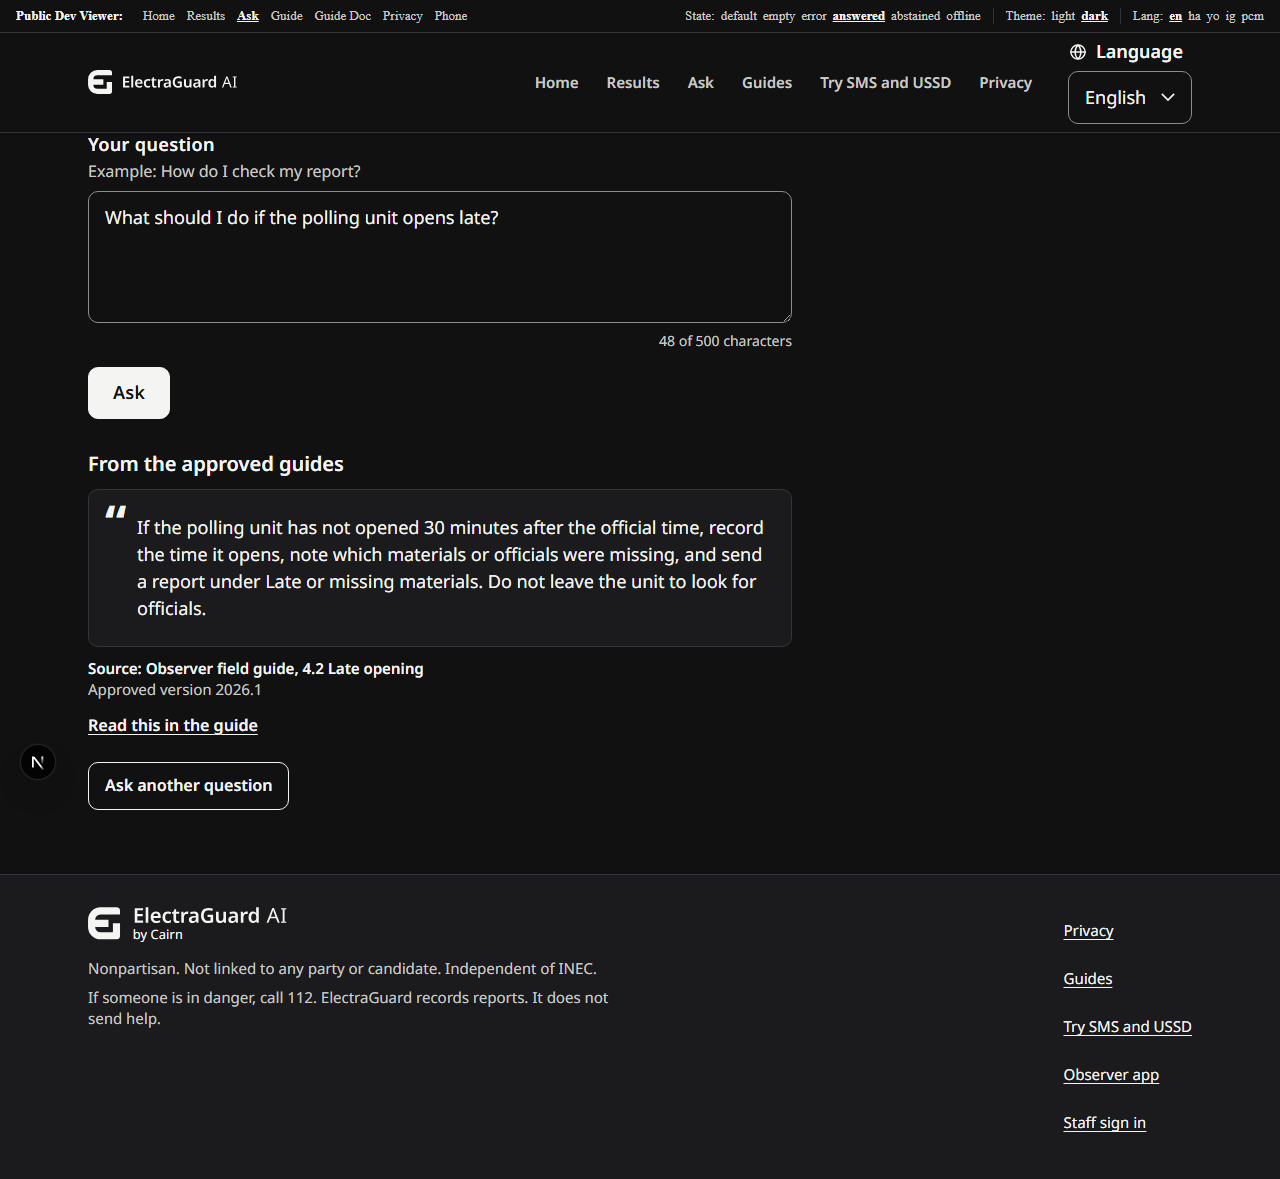 Public Dev Viewer: Home Results Ask Guide Guide Doc Privacy Phone State: default empty error answered abstained offline Theme: light dark Lang: en ha yo ig pcm
Language
ElectraGuard AI Home Results Ask Guides Try SMS and USSD Privacy
English
Your question
Example: How do I check my report?
What should I do if the polling unit opens late?
48 of 500 characters
Ask
From the approved guides
“
If the polling unit has not opened 30 minutes after the official time, record
the time it opens, note which materials or officials were missing, and send
a report under Late or missing materials. Do not leave the unit to look for
officials.
Source: Observer field guide, 4.2 Late opening
Approved version 2026.1
Read this in the guide
N
Ask another question
ElectraGuard AI
by Cairn
Nonpartisan. Not linked to any party or candidate. Independent of INEC.
If someone is in danger, call 112. ElectraGuard records reports. It does not
send help.
Privacy
Guides
Try SMS and USSD
Observer app
Staff sign in